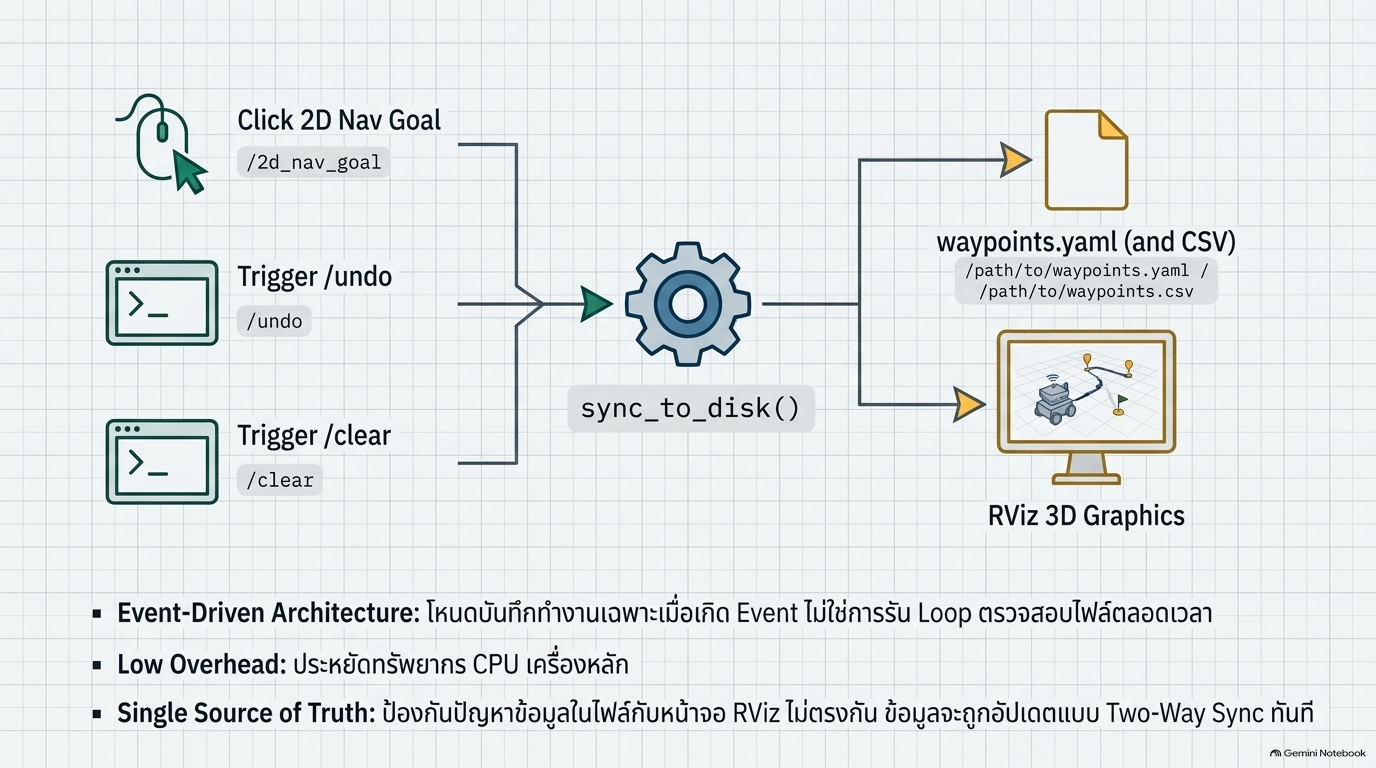 Click 2D Nav Goal
/2d_nav_goal
Trigger /undo
/undo
Trigger /clear
/clear
sync_to_disk()
waypoints.yaml (and CSV)
/path/to/waypoints.yaml /
/path/to/waypoints.csv
RViz 3D Graphics
▪ Event-Driven Architecture: โหนดบันทึกทำงานเฉพาะเมื่อเกิด Event ไม่ใช่การรัน Loop ตรวจสอบไฟล์ตลอดเวลา
▪ Low Overhead: ประหยัดทรัพยากร CPU เครื่องหลัก
▪ Single Source of Truth: ป้องกันปัญหาข้อมูลในไฟล์กับหน้าจอ RViz ไม่ตรงกัน ข้อมูลจะถูกอัปเดตแบบ Two-Way Sync ทันที
Gemini Notebook